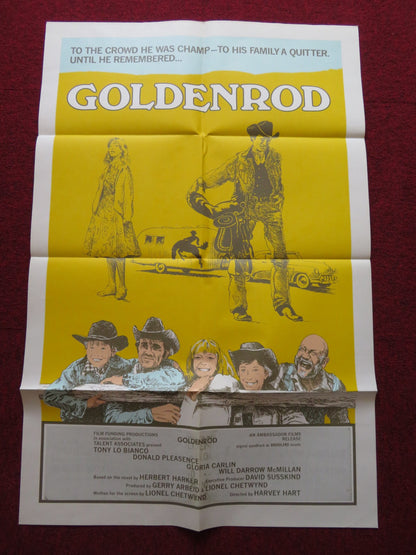 TO THE CROWD HE WAS CHAMP—TO HIS FAMILY A QUITTER.
UNTIL HE REMEMBERED...
GOLDENROD
FILM FUNDING PRODUCTIONS
in association with
TALENT ASSOCIATES present
GOLDENROD
AN AMBASSADOR FILMS
RELEASE
TONY LO BIANCO
DONALD PLEASENCE
GLORIA CARLIN
WILL DARROW McMILLAN
Based on the novel by HERBERT HARKER
Executive Producer DAVID SUSSKIND
Produced by GERRY ARBEID & LIONEL CHETWYND
Written for the screen by LIONEL CHETWYND
Directed by HARVEY HART